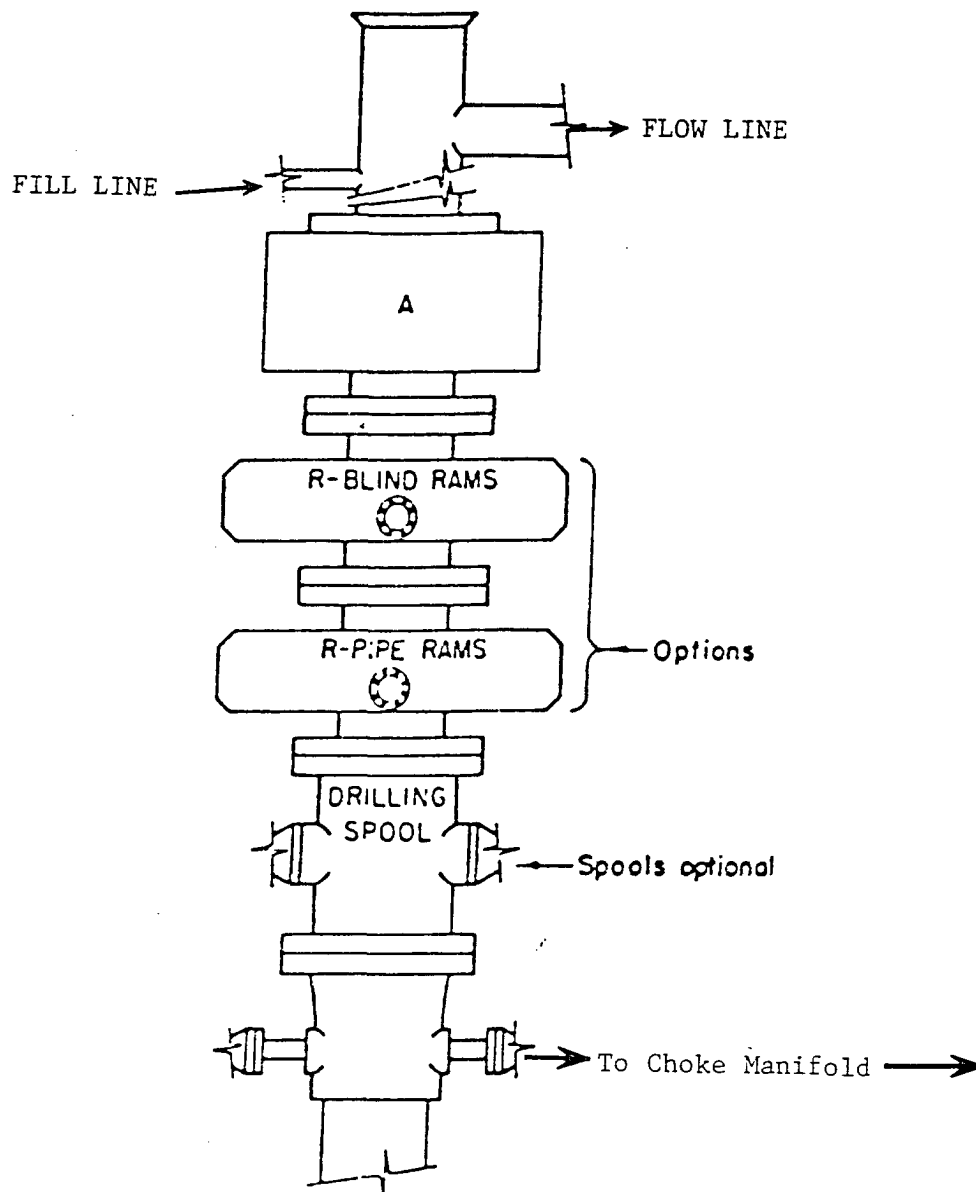 FLOW LINE
FILL LINE
A
R-BLIND RAMS
R-PIPE RAMS
Options
DRILLING
SPOOL
Spools optional
To Choke Manifold